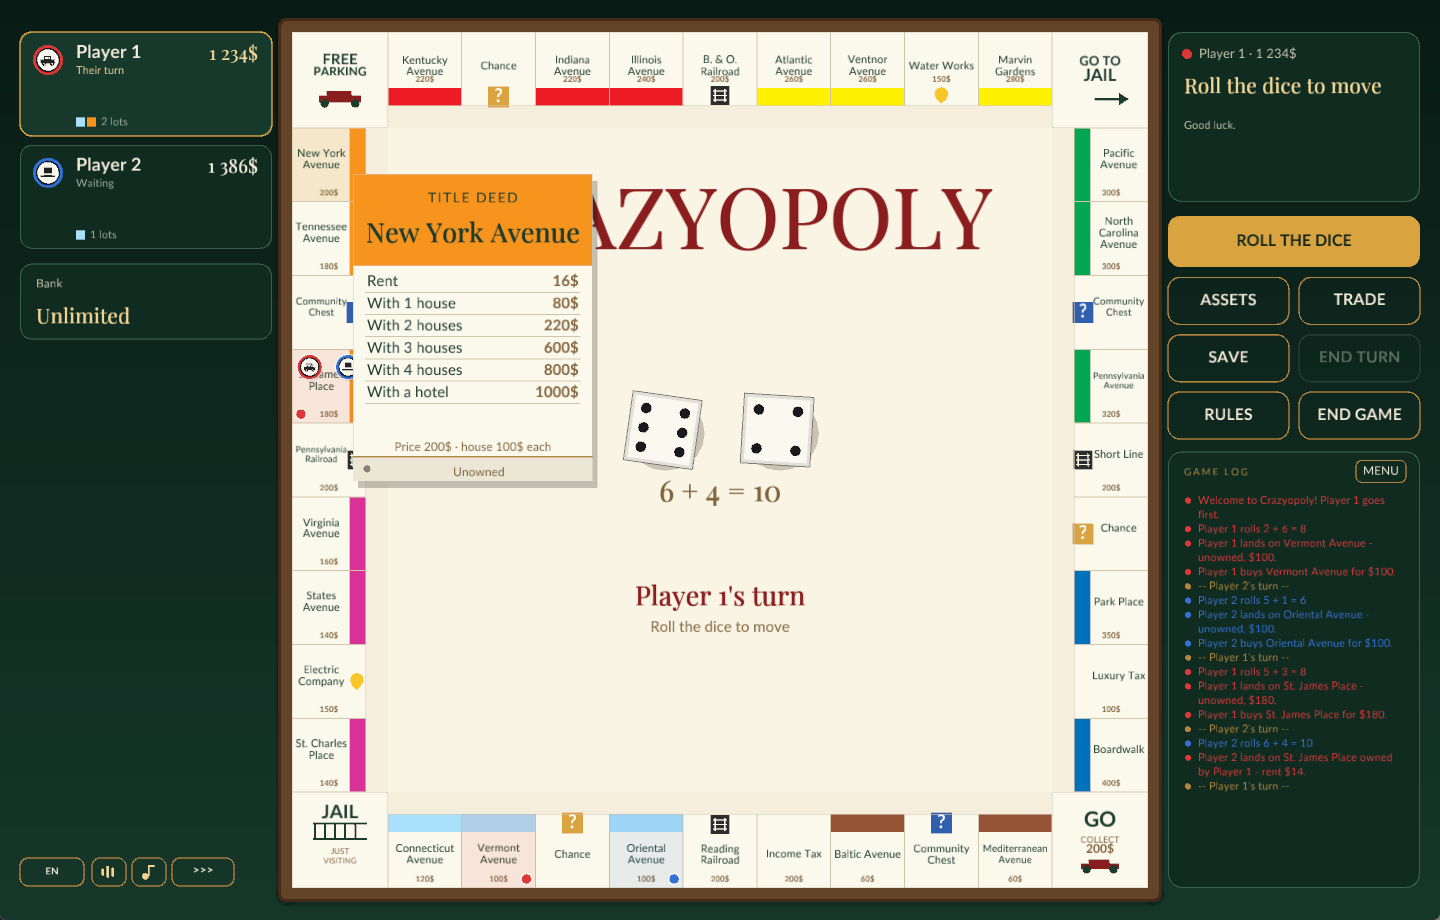 Player 1
1 234$
Their turn
2 lots
Player 2
1 386$
Waiting
1 lots
Bank
Unlimited
EN
>>>
FREE
PARKING
Kentucky
Avenue
220$
Chance
?
Indiana
Avenue
220$
Illinois
Avenue
240$
B. & O.
Railroad
200$
Atlantic
Avenue
260$
Ventnor
Avenue
260$
Water Works
150$
Marvin
Gardens
280$
GO TO
JAIL
New York
Avenue
200$
Tennessee
Avenue
180$
Community
Chest
Place
180$
Pennsylvania
Railroad
200$
Virginia
Avenue
160$
States
Avenue
140$
Electric
Company
150$
St. Charles
Place
140$
JAIL
JUST
VISITING
AZYOPOLY
TITLE DEED
New York Avenue
Rent 16$
With 1 house 80$
With 2 houses 220$
With 3 houses 600$
With 4 houses 800$
With a hotel 1000$
Price 200$ · house 100$ each
Unowned
6 + 4 = 10
Player 1's turn
Roll the dice to move
Pacific
Avenue
300$
North
Carolina
Avenue
300$
?
Community
Chest
Pennsylvania
Avenue
320$
Short Line
200$
?
Chance
Park Place
350$
Luxury Tax
100$
Boardwalk
400$
Connecticut
Avenue
120$
Vermont
Avenue
100$
?
Chance
Oriental
Avenue
100$
Reading
Railroad
200$
Income Tax
200$
Baltic Avenue
60$
?
Community
Chest
Mediterranean
Avenue
60$
GO
COLLECT
200$
Player 1 · 1 234$
Roll the dice to move
Good luck.
ROLL THE DICE
ASSETS
TRADE
SAVE
END TURN
RULES
END GAME
GAME LOG
MENU
Welcome to Crazyopoly! Player 1 goes
first.
Player 1 rolls 2 + 6 = 8
Player 1 lands on Vermont Avenue -
unowned, $100.
Player 1 buys Vermont Avenue for $100.
-- Player 2's turn --
Player 2 rolls 5 + 1 = 6
Player 2 lands on Oriental Avenue -
unowned, $100.
Player 2 buys Oriental Avenue for $100.
-- Player 1's turn --
Player 1 rolls 5 + 3 = 8
Player 1 lands on St. James Place -
unowned, $180.
Player 1 buys St. James Place for $180.
-- Player 2's turn --
Player 2 rolls 6 + 4 = 10
Player 2 lands on St. James Place owned
by Player 1 - rent $14.
-- Player 1's turn --